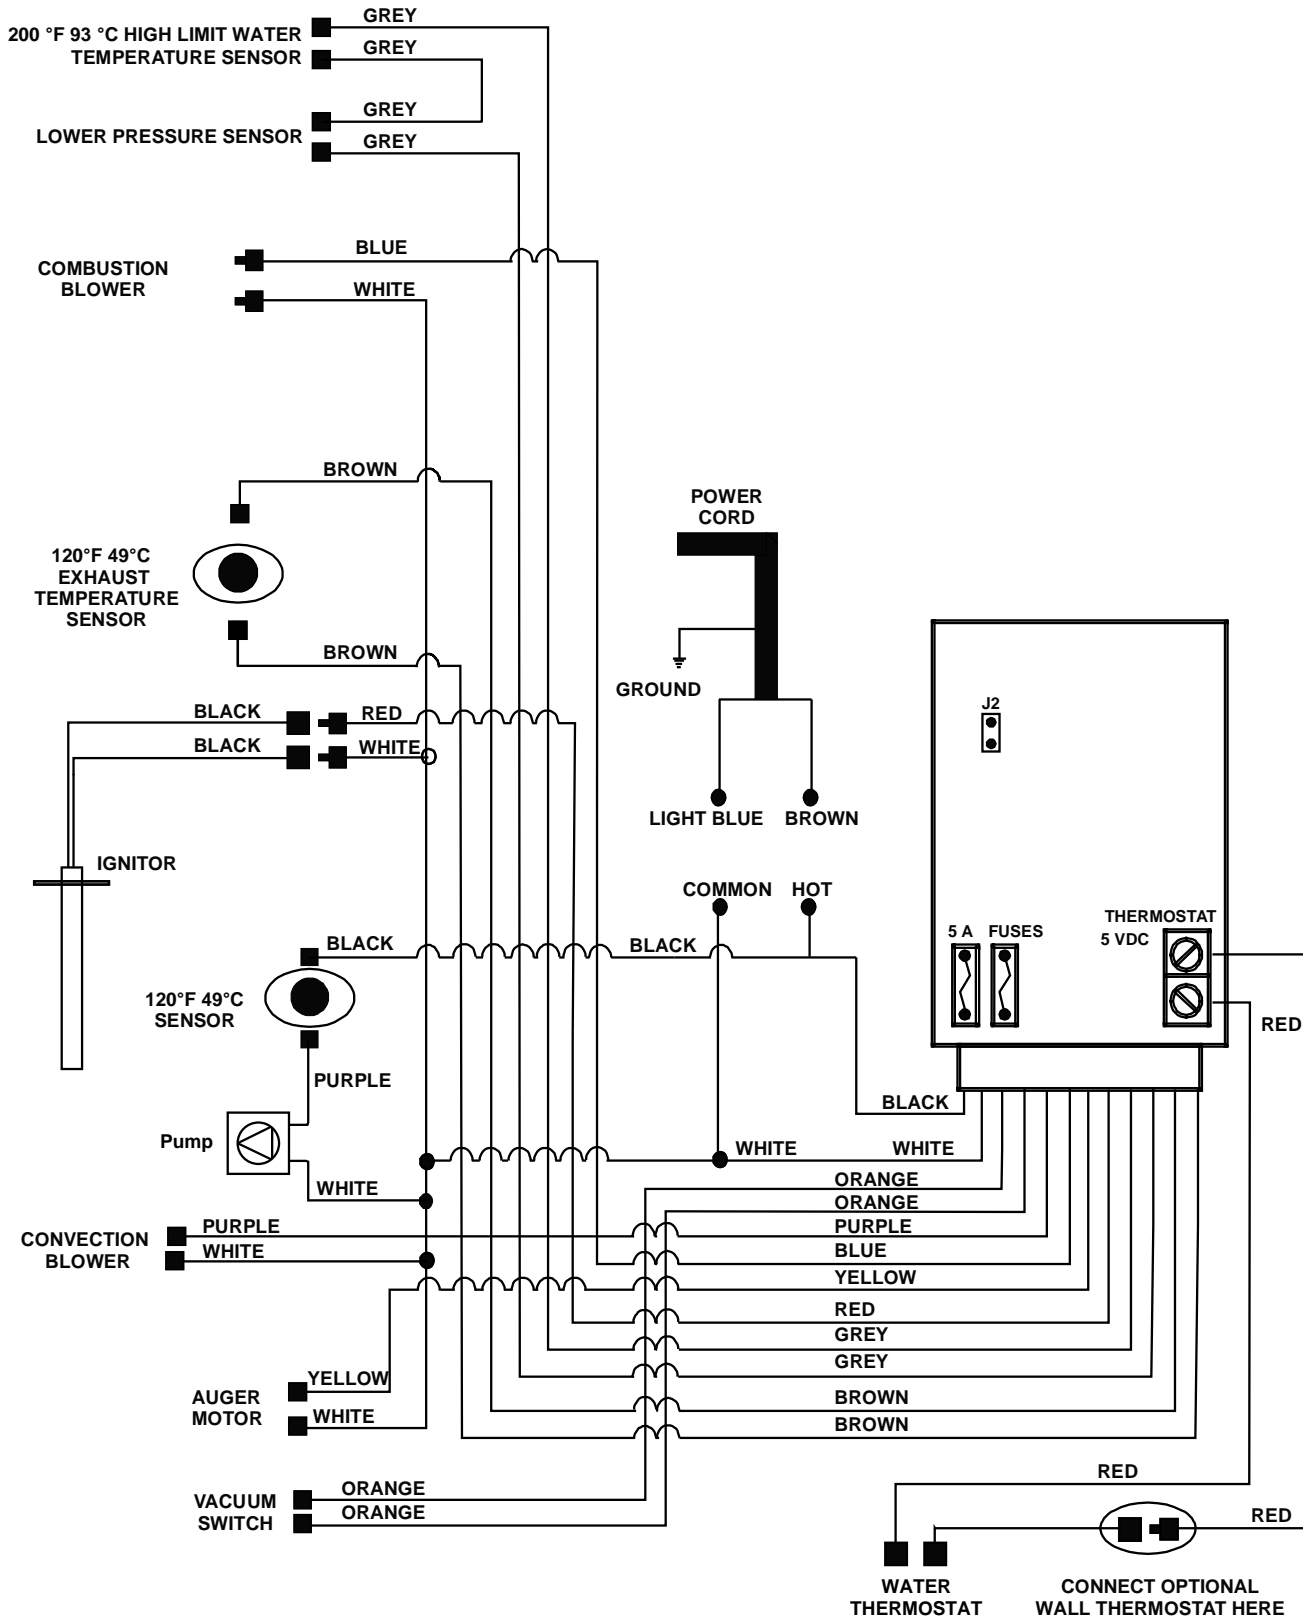 GREY
200 °F 93 °C HIGH LIMIT WATER
TEMPERATURE SENSOR
GREY
GREY
LOWER PRESSURE SENSOR
GREY
BLUE
COMBUSTION
BLOWER
WHITE
BROWN
120°F 49°C
EXHAUST
TEMPERATURE
SENSOR
BROWN
POWER
CORD
GROUND
LIGHT BLUE
BROWN
BLACK
RED
BLACK
WHITE
IGNITOR
J2
COMMON
HOT
BLACK
BLACK
120°F 49°C
SENSOR
5 A
FUSES
THERMOSTAT
5 VDC
RED
PURPLE
Pump
WHITE
BLACK
WHITE
WHITE
ORANGE
ORANGE
CONVECTION
BLOWER
PURPLE
WHITE
PURPLE
BLUE
YELLOW
RED
GREY
GREY
BROWN
BROWN
AUGER
MOTOR
YELLOW
WHITE
VACUUM
SWITCH
ORANGE
ORANGE
RED
RED
WATER
THERMOSTAT
CONNECT OPTIONAL
WALL THERMOSTAT HERE